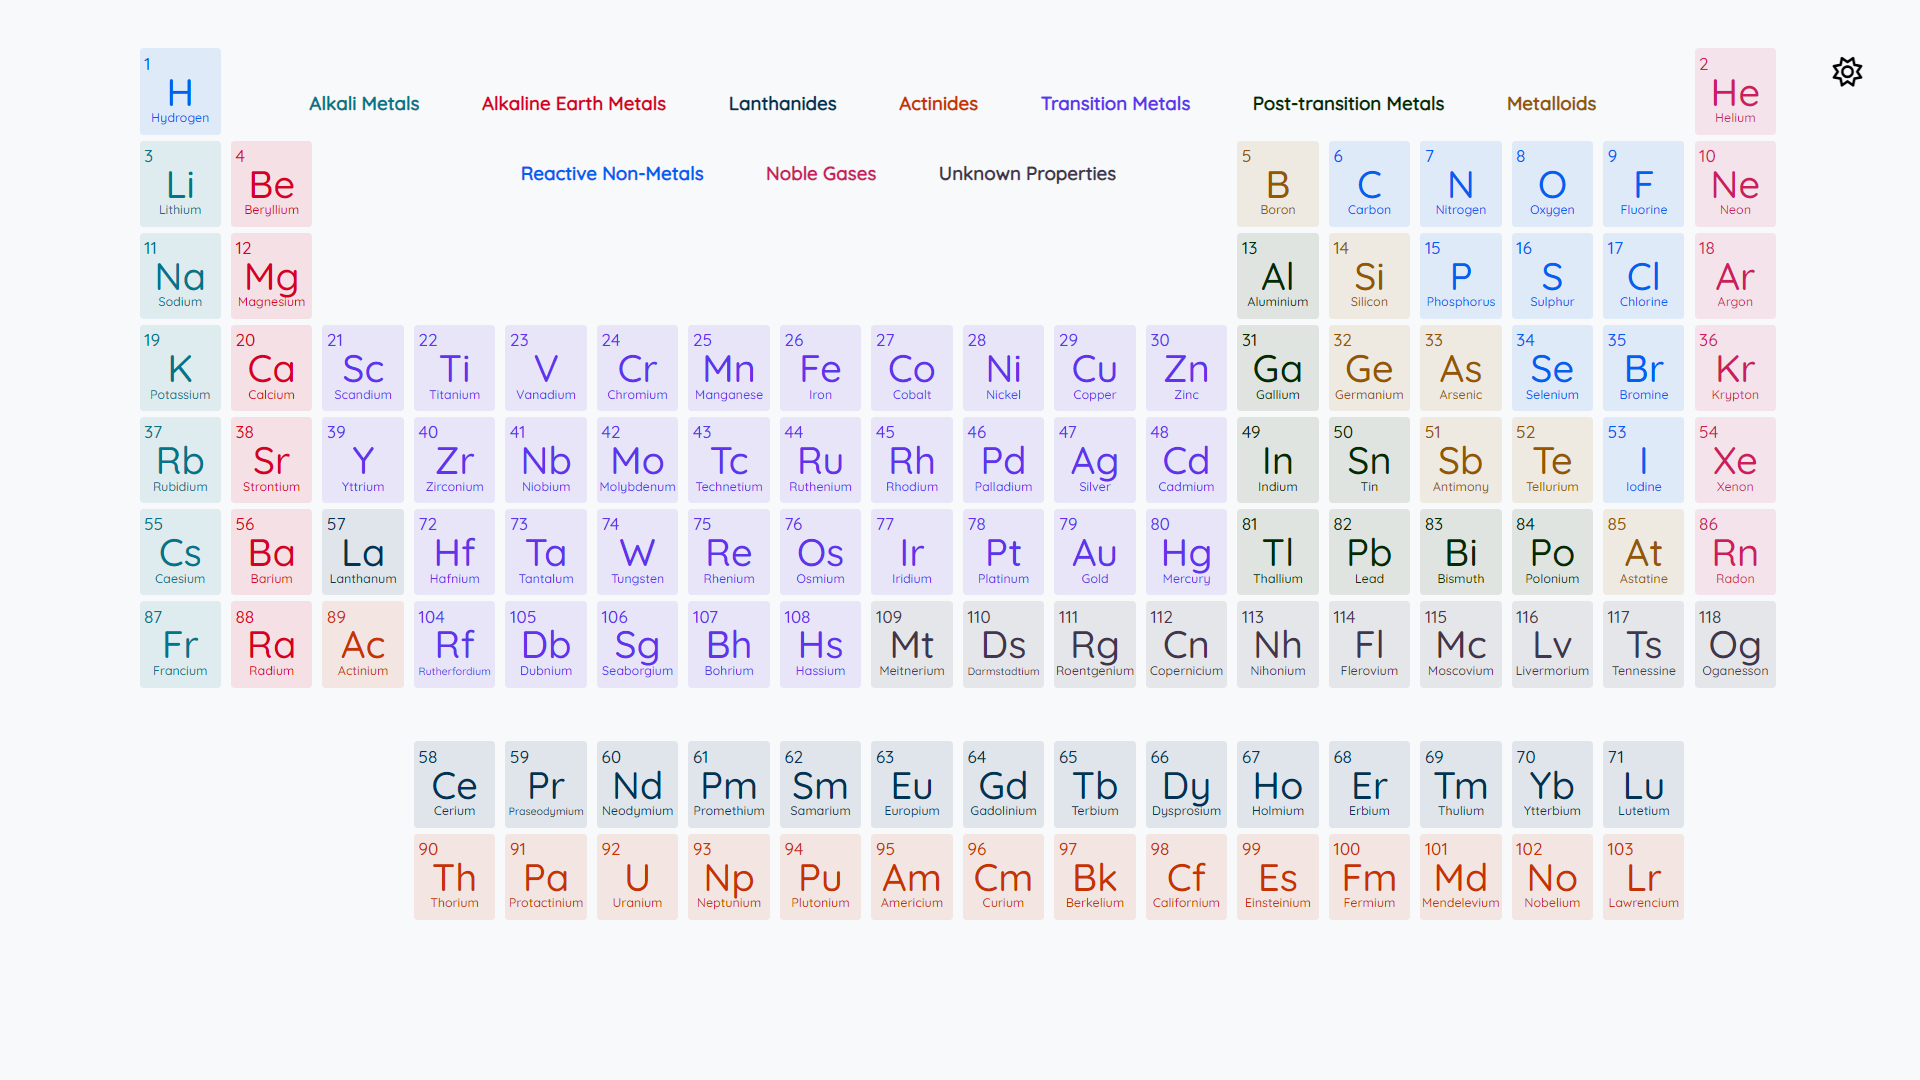 1
H
Hydrogen
2
He
Helium
Alkali Metals Alkaline Earth Metals Lanthanides Actinides Transition Metals Post-transition Metals Metalloids
Reactive Non-Metals Noble Gases Unknown Properties
3 4 5 6 7 8 9 10
Li Be B C N O F Ne
Lithium Beryllium Boron Carbon Nitrogen Oxygen Fluorine Neon
11 12 13 14 15 16 17 18
Na Mg Al Si P S Cl Ar
Sodium Magnesium Aluminium Silicon Phosphorus Sulphur Chlorine Argon
19 20 21 22 23 24 25 26 27 28 29 30 31 32 33 34 35 36
K Ca Sc Ti V Cr Mn Fe Co Ni Cu Zn Ga Ge As Se Br Kr
Potassium Calcium Scandium Titanium Vanadium Chromium Manganese Iron Cobalt Nickel Copper Zinc Gallium Germanium Arsenic Selenium Bromine Krypton
37 38 39 40 41 42 43 44 45 46 47 48 49 50 51 52 53 54
Rb Sr Y Zr Nb Mo Tc Ru Rh Pd Ag Cd In Sn Sb Te I Xe
Rubidium Strontium Yttrium Zirconium Niobium Molybdenum Technetium Ruthenium Rhodium Palladium Silver Cadmium Indium Tin Antimony Tellurium Iodine Xenon
55 56 57 72 73 74 75 76 77 78 79 80 81 82 83 84 85 86
Cs Ba La Hf Ta W Re Os Ir Pt Au Hg Tl Pb Bi Po At Rn
Caesium Barium Lanthanum Hafnium Tantalum Tungsten Rhenium Osmium Iridium Platinum Gold Mercury Thallium Lead Bismuth Polonium Astatine Radon
87 88 89 104 105 106 107 108 109 110 111 112 113 114 115 116 117 118
Fr Ra Ac Rf Db Sg Bh Hs Mt Ds Rg Cn Nh Fl Mc Lv Ts Og
Francium Radium Actinium Rutherfordium Dubnium Seaborgium Bohrium Hassium Meitnerium Darmstadtium Roentgenium Copernicium Nihonium Flerovium Moscovium Livermorium Tennessine Oganesson
58 59 60 61 62 63 64 65 66 67 68 69 70 71
Ce Pr Nd Pm Sm Eu Gd Tb Dy Ho Er Tm Yb Lu
Cerium Praseodymium Neodymium Promethium Samarium Europium Gadolinium Terbium Dysprosium Holmium Erbium Thulium Ytterbium Lutetium
90 91 92 93 94 95 96 97 98 99 100 101 102 103
Th Pa U Np Pu Am Cm Bk Cf Es Fm Md No Lr
Thorium Protactinium Uranium Neptunium Plutonium Americium Curium Berkelium Californium Einsteinium Fermium Mendelevium Nobelium Lawrencium